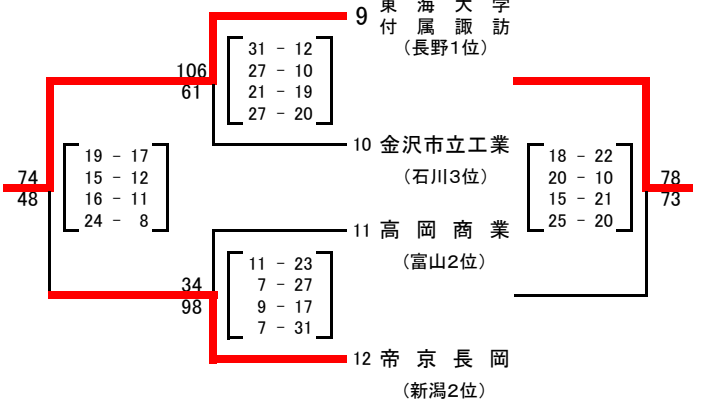 9 東海大学
付属諏訪
（長野1位）
106
61
31 - 12
27 - 10
21 - 19
27 - 20
10 金沢市立工業
（石川３位）
74
48
19 - 17
15 - 12
16 - 11
24 - 8
18 - 22
20 - 10
15 - 21
25 - 20
78
73
11 高岡商業
（富山２位）
34
98
11 - 23
7 - 27
9 - 17
7 - 31
12 帝京長岡
（新潟２位）